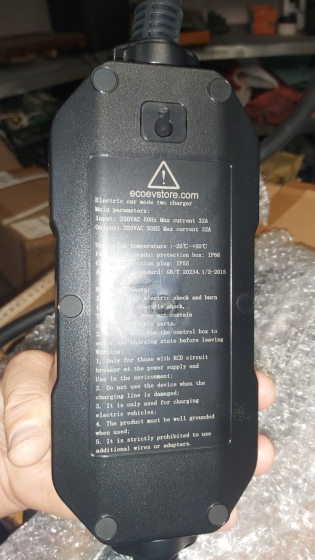 ecoevstore.com
Electric car mode two charger
Main parameters:
Input: 250VAC 50Hz Max current 32A
Output: 250VAC 50HZ Max current 32A
temperature :-25℃→+50℃
protection box: IP66
plug: IP55
standard: GB/T 20234.1/2-2015
electric shock and burn
shock,
does not contain
parts.
the control box to
the charging stats before leaving
Warning:
1. Only for those with RCD circuit
breaker at the power supply end
Use in the environment;
2. Do not use the device when the
charging line is damaged;
3. It is only used for charging
electric vehicles;
4. The product must be well grounded
when used;
5. It is strictly prohibited to use
additional wires or adapters.